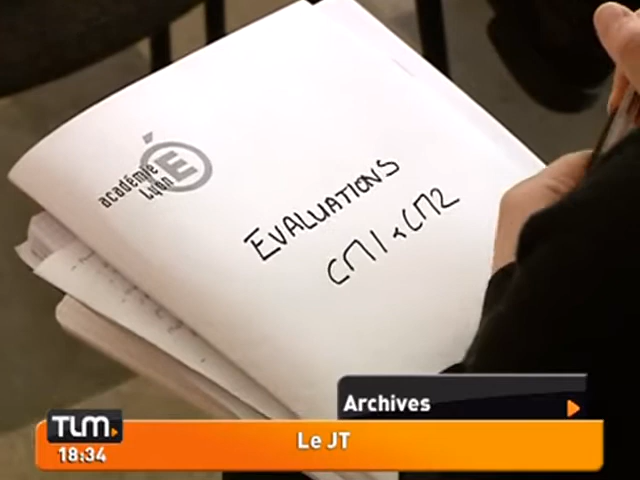 académie
Lyon
É
EVALUATIONS
CM1 & CM2
Archives
TLM
18:34
Le JT